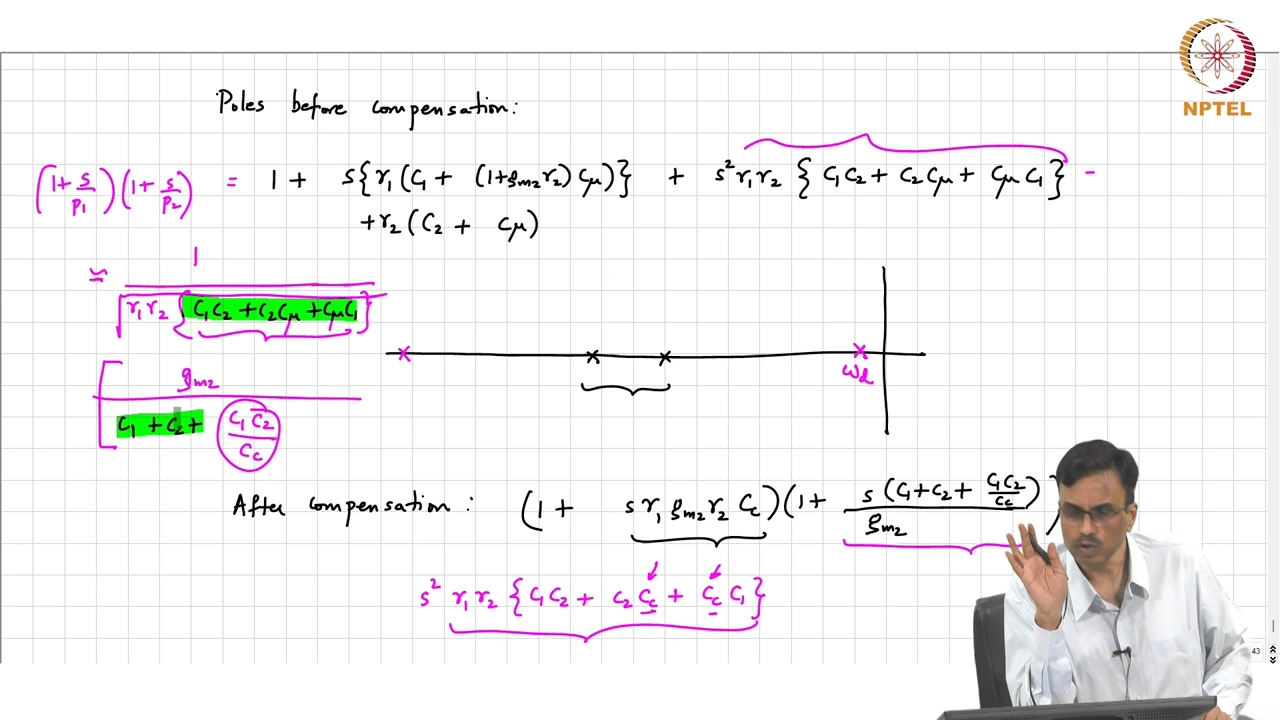 NPTEL
Poles before compensation:
(1+ s/p1)(1+ s/p2) = 1 + s{r1(C1 + (1+gm2r2)Cμ)} + s²r1r2 { C1C2 + C2Cμ + CμC1} -
+r2(C2 + Cμ)
≃ 1/√r1r2 {C1C2 +C2Cμ +CμC1}
ωd
[gm2/C1 + C2 + C1C2/Cc
After compensation: (1 + s r1 gm2 r2 Cc)(1+ s(C1+C2+ C1C2/Cc)/gm2)
s² r1r2 {C1C2 + C2Cc + CcC1}
43